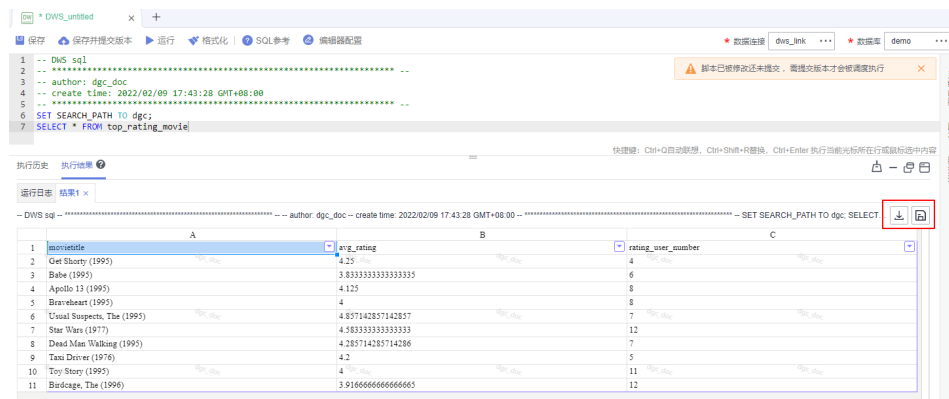 DW * DWS_untitled × +
保存 保存并提交版本 运行 格式化 SQL参考 编辑器配置 * 数据连接 dws_link ··· * 数据库 demo ···
1 -- DWS sql
2 -- ******************************************************************** --
3 -- author: dgc_doc
4 -- create time: 2022/02/09 17:43:28 GMT+08:00
5 -- ******************************************************************** --
6 SET SEARCH_PATH TO dgc;
7 SELECT * FROM top_rating_movie
脚本已被修改还未提交，需提交版本才会被调度执行 ×
快捷键：Ctrl+Q自动联想，Ctrl+Shift+R替换，Ctrl+Enter 执行当前光标所在行或鼠标选中内容
执行历史 执行结果
运行日志 结果1 ×
-- DWS sql -- ******************************************************************** -- -- author: dgc_doc -- create time: 2022/02/09 17:43:28 GMT+08:00 -- ******************************************************************** -- SET SEARCH_PATH TO dgc; SELECT...
A B C
1 movietitle avg_rating rating_user_number
2 Get Shorty (1995) 4.25 4
3 Babe (1995) 3.8333333333333335 6
4 Apollo 13 (1995) 4.125 8
5 Braveheart (1995) 4 8
6 Usual Suspects, The (1995) 4.857142857142857 7
7 Star Wars (1977) 4.583333333333333 12
8 Dead Man Walking (1995) 4.285714285714286 7
9 Taxi Driver (1976) 4.2 5
10 Toy Story (1995) 4 11
11 Birdcage, The (1996) 3.9166666666666665 12